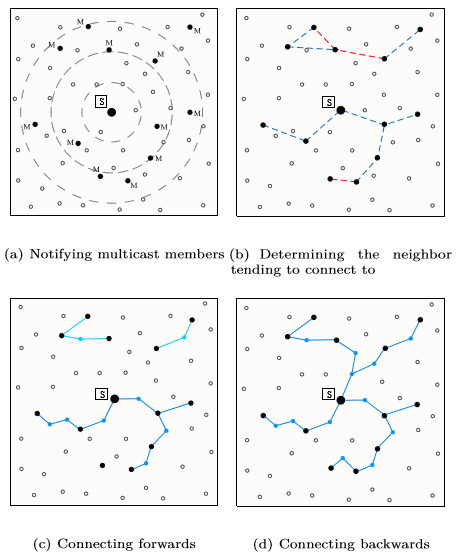 M
M
M
M
S
M
M
M
M
M
M
M
S
(a) Notifying multicast members
(b) Determining the neighbor
tending to connect to
S
S
(c) Connecting forwards
(d) Connecting backwards